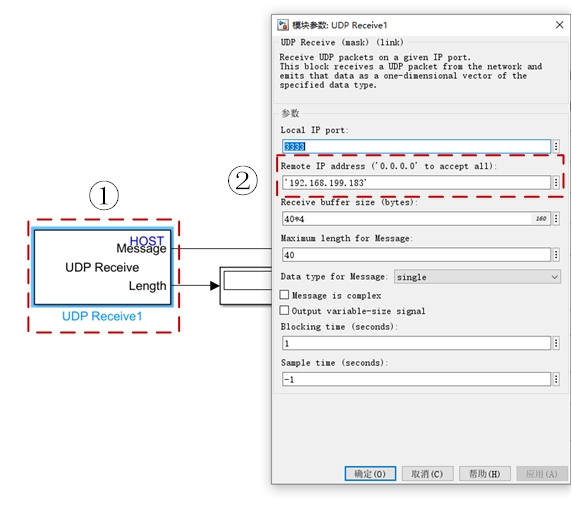 ①
HOST
Message
UDP Receive
Length
UDP Receive1
②
模块参数: UDP Receive1
UDP Receive (mask) (link)
Receive UDP packets on a given IP port.
This block receives a UDP packet from the network and
emits that data as a one-dimensional vector of the
specified data type.
参数
Local IP port:
3333
Remote IP address ('0.0.0.0' to accept all):
'192.168.199.183'
Receive buffer size (bytes):
40*4 160
Maximum length for Message:
40
Data type for Message: single
Message is complex
Output variable-size signal
Blocking time (seconds):
1
Sample time (seconds):
-1
确定(O) 取消(C) 帮助(H) 应用(A)